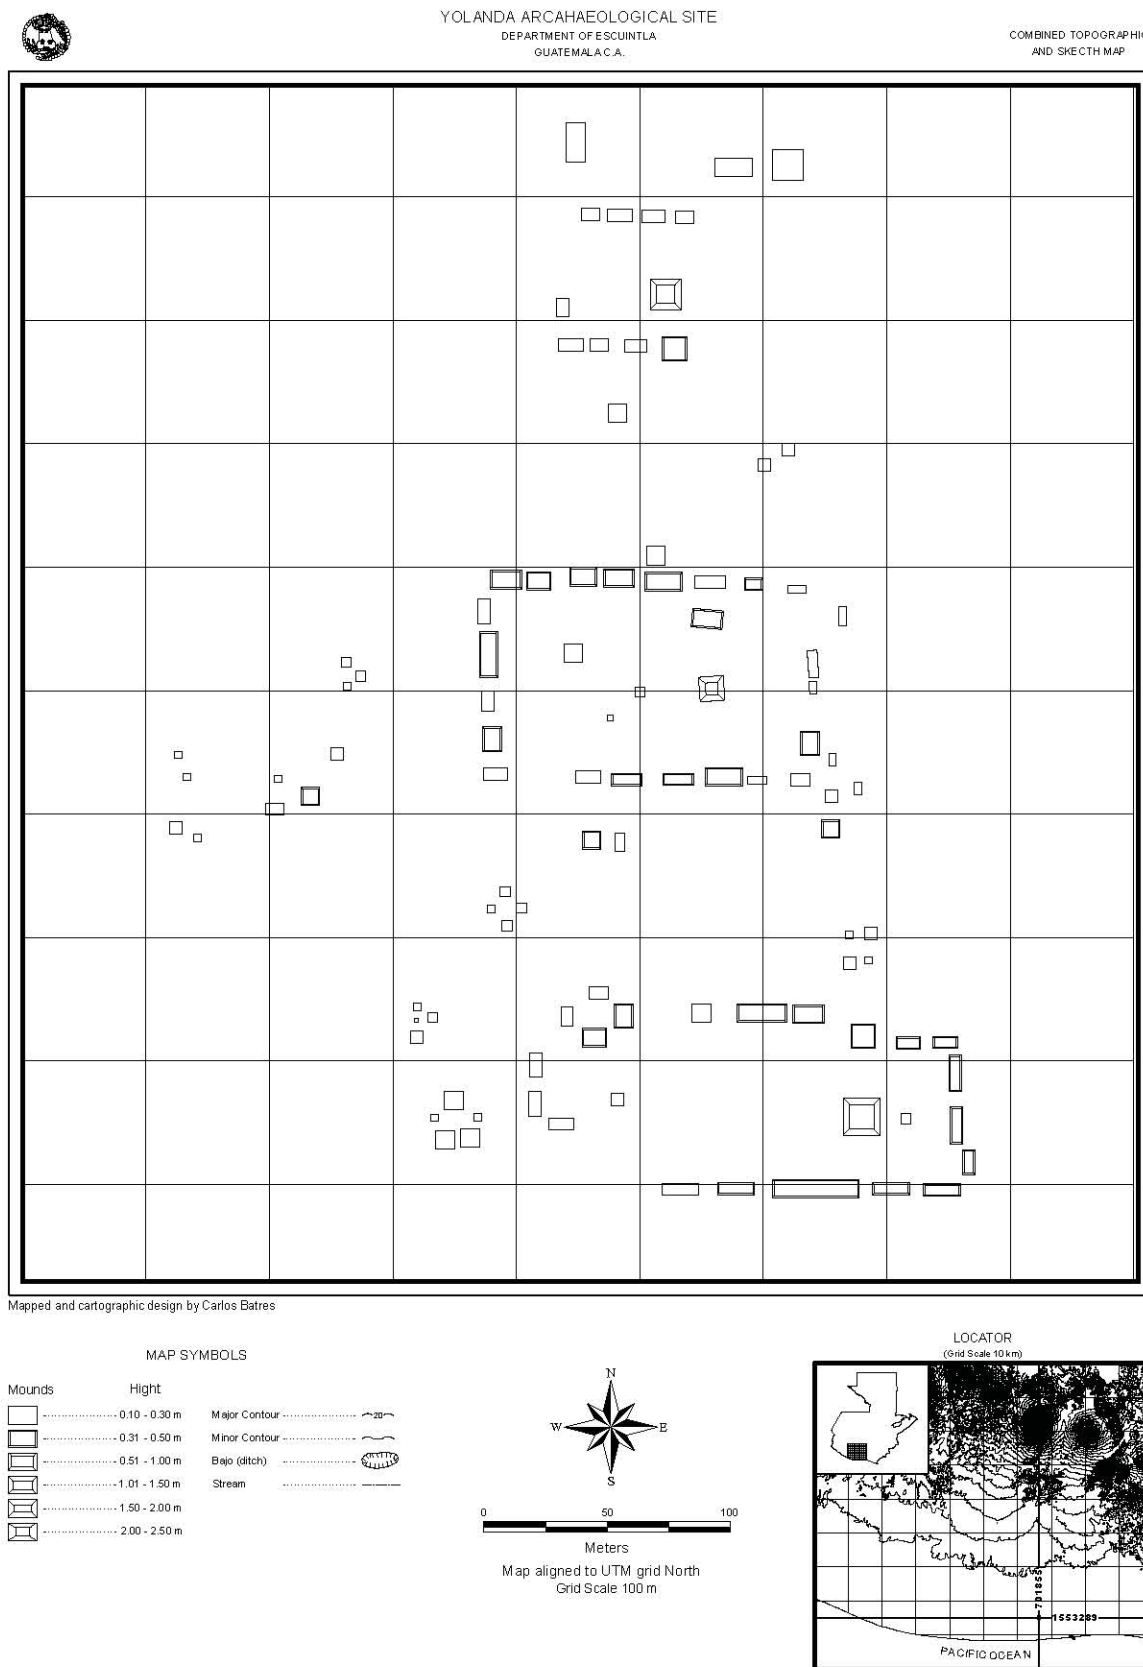 YOLANDA ARCAHAEOLOGICAL SITE
DEPARTMENT OF ESCUINTLA
GUATEMALA C.A.
COMBINED TOPOGRAPHIC
AND SKECTH MAP
Mapped and cartographic design by Carlos Batres
MAP SYMBOLS
Mounds Hight
0.10 - 0.30 m Major Contour 20
0.31 - 0.50 m Minor Contour
0.51 - 1.00 m Bajo (ditch)
1.01 - 1.50 m Stream
1.50 - 2.00 m
2.00 - 2.50 m
N
W E
S
0 50 100
Meters
Map aligned to UTM grid North
Grid Scale 100 m
LOCATOR
(Grid Scale 10 km)
701855
1553289
PACIFIC OCEAN